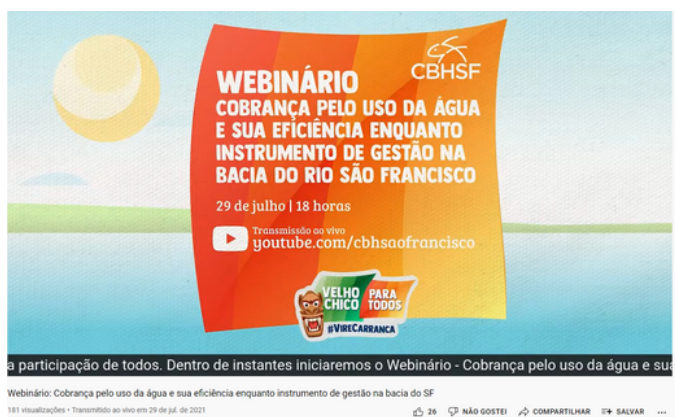 CBHSF
WEBINÁRIO
COBRANÇA PELO USO DA ÁGUA
E SUA EFICIÊNCIA ENQUANTO
INSTRUMENTO DE GESTÃO NA
BACIA DO RIO SÃO FRANCISCO
29 de julho | 18 horas
Transmissão ao vivo
youtube.com/cbhsaofrancisco
VELHO PARA
CHICO TODOS
#VIRECARRANCA
a participação de todos. Dentro de instantes iniciaremos o Webinário - Cobrança pelo uso da água e sua
Webinário: Cobrança pelo uso da água e sua eficiência enquanto instrumento de gestão na bacia do SF
181 visualizações • Transmitido ao vivo em 29 de jul. de 2021
26 NÃO GOSTEI COMPARTILHAR SALVAR ...